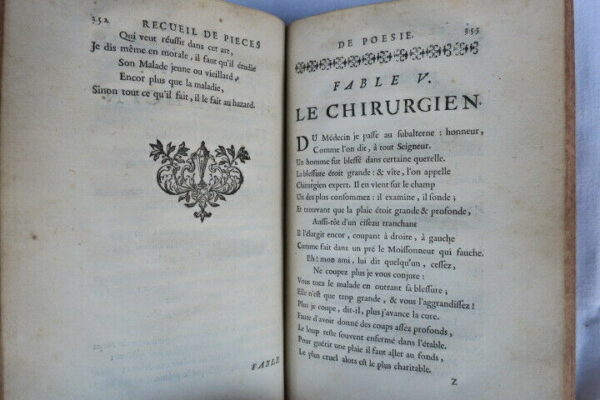 352 RECUEIL DE PIECES
Qui veut réussir dans cet art,
Je dis même en morale, il faut qu'il étudie
Son Malade jeune ou vieillard,
Encor plus que la maladie,
Sinon tout ce qu'il fait, il le fait au hazard.
FABLE
DE POESIE. 353
FABLE V.
LE CHIRURGIEN.
DU Médecin je passe au subalterne : honneur,
Comme l'on dit, à tout Seigneur.
Un homme fut blessé dans certaine querelle.
La blessure étoit grande : & vîte, l'on appelle
Chirurgien expert. Il en vient sur le champ
Un des plus consommez : il examine, il sonde ;
Et trouvant que la plaie étoit grande & profonde,
Aussi-tôt d'un ciseau tranchant
Il l'élargit encor, coupant à droite, à gauche
Comme fait dans un pré le Moissonneur qui fauche.
Eh ! mon ami, lui dit quelqu'un, cessez,
Ne coupez plus je vous conjure :
Vous tuez le malade en outrant sa blessure ;
Elle n'est que trop grande, & vous l'aggrandissez !
Plus je coupe, dit-il, plus j'avance la cure.
Faute d'avoir donné des coups assez profonds,
Le loup reste souvent enfermé dans l'étable.
Pour guérir une plaie il faut aller au fonds,
Le plus cruel alors est le plus charitable.
Z